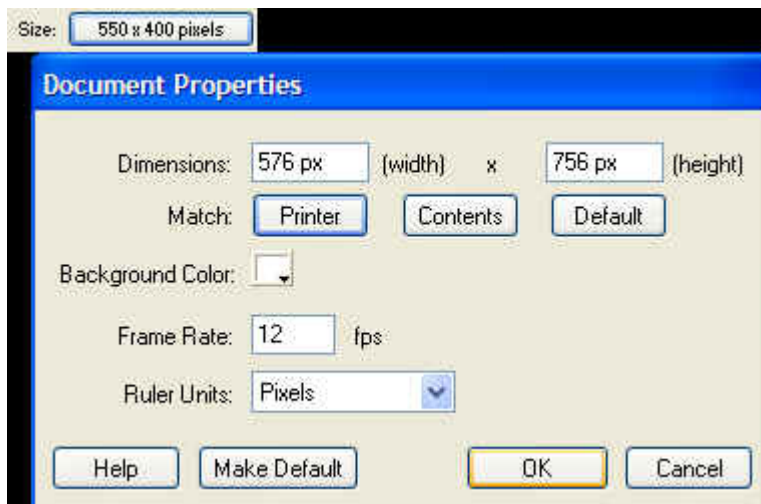 Size: 550 x 400 pixels
Document Properties
Dimensions: 576 px (width) x 756 px (height)
Match: Printer Contents Default
Background Color:
Frame Rate: 12 fps
Ruler Units: Pixels
Help Make Default OK Cancel